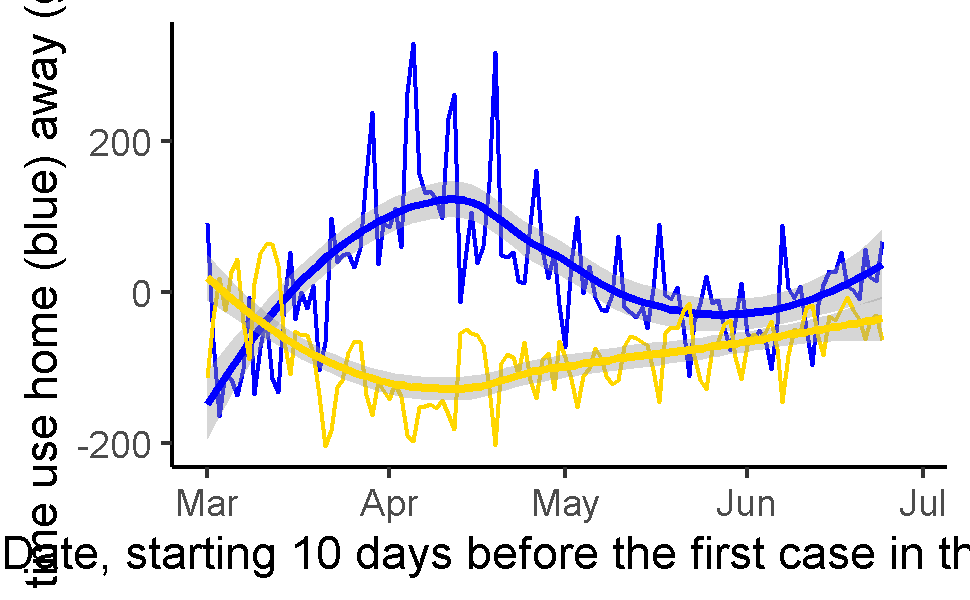 time use home (blue) away (
200
0
-200
Mar Apr May Jun Jul
Date, starting 10 days before the first case in th